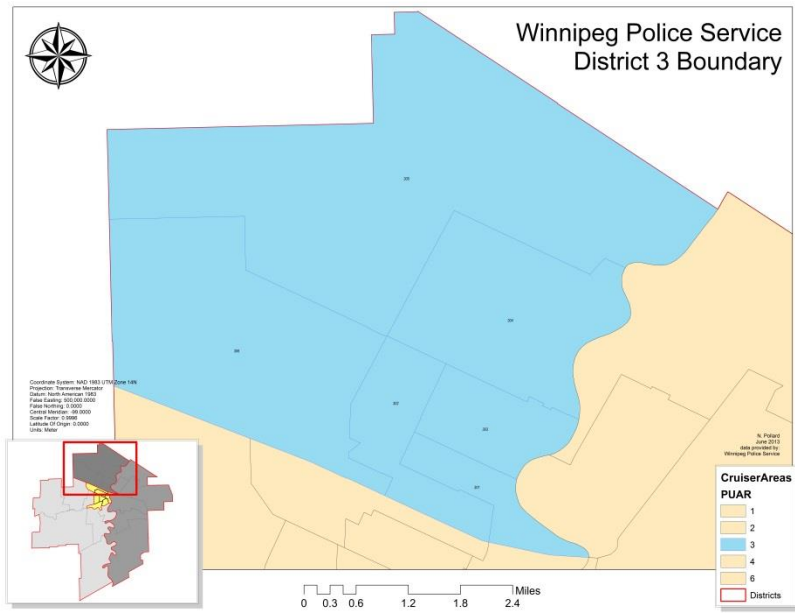 Winnipeg Police Service
District 3 Boundary
Coordinate System: NAD 1983 UTM Zone 14N
Projection: Transverse Mercator
Datum: North American 1983
False Easting: 500,000.0000
False Northing: 0.0000
Central Meridian: -99.0000
Scale Factor: 0.9996
Latitude Of Origin: 0.0000
Units: Meter
N. Pollard
June 2013
data provided by:
Winnipeg Police Service
CruiserAreas
PUAR
1
2
3
4
6
Districts
0 0.3 0.6 1.2 1.8 2.4 Miles